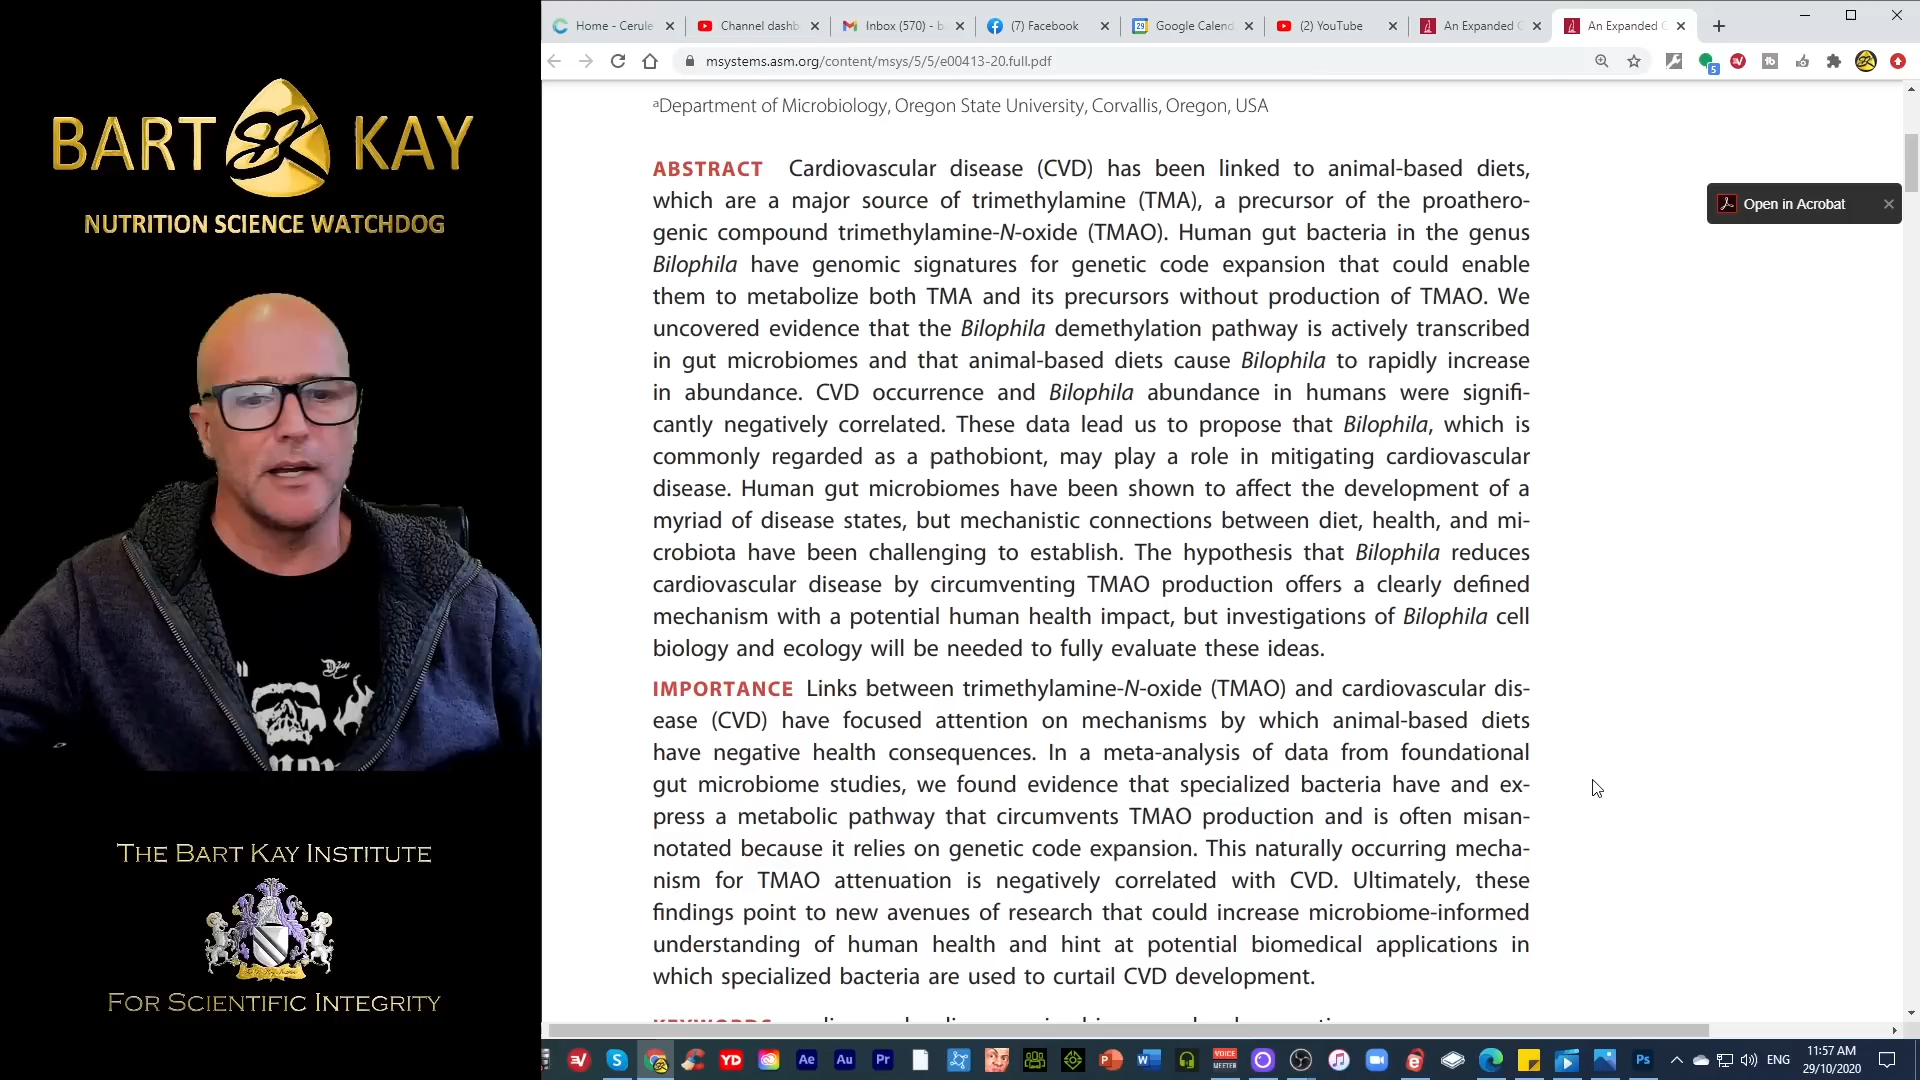 BART KAY
NUTRITION SCIENCE WATCHDOG
THE BART KAY INSTITUTE
FOR SCIENTIFIC INTEGRITY
Home - Cerule
Channel dashb
Inbox (570) - b
(7) Facebook
Google Calend
(2) YouTube
An Expanded
An Expanded
msystems.asm.org/content/msys/5/5/e00413-20.full.pdf
Open in Acrobat
aDepartment of Microbiology, Oregon State University, Corvallis, Oregon, USA
ABSTRACT Cardiovascular disease (CVD) has been linked to animal-based diets,
which are a major source of trimethylamine (TMA), a precursor of the proathero-
genic compound trimethylamine-N-oxide (TMAO). Human gut bacteria in the genus
Bilophila have genomic signatures for genetic code expansion that could enable
them to metabolize both TMA and its precursors without production of TMAO. We
uncovered evidence that the Bilophila demethylation pathway is actively transcribed
in gut microbiomes and that animal-based diets cause Bilophila to rapidly increase
in abundance. CVD occurrence and Bilophila abundance in humans were signifi-
cantly negatively correlated. These data lead us to propose that Bilophila, which is
commonly regarded as a pathobiont, may play a role in mitigating cardiovascular
disease. Human gut microbiomes have been shown to affect the development of a
myriad of disease states, but mechanistic connections between diet, health, and mi-
crobiota have been challenging to establish. The hypothesis that Bilophila reduces
cardiovascular disease by circumventing TMAO production offers a clearly defined
mechanism with a potential human health impact, but investigations of Bilophila cell
biology and ecology will be needed to fully evaluate these ideas.
IMPORTANCE Links between trimethylamine-N-oxide (TMAO) and cardiovascular dis-
ease (CVD) have focused attention on mechanisms by which animal-based diets
have negative health consequences. In a meta-analysis of data from foundational
gut microbiome studies, we found evidence that specialized bacteria have and ex-
press a metabolic pathway that circumvents TMAO production and is often misan-
notated because it relies on genetic code expansion. This naturally occurring mecha-
nism for TMAO attenuation is negatively correlated with CVD. Ultimately, these
findings point to new avenues of research that could increase microbiome-informed
understanding of human health and hint at potential biomedical applications in
which specialized bacteria are used to curtail CVD development.
ENG
11:57 AM
29/10/2020